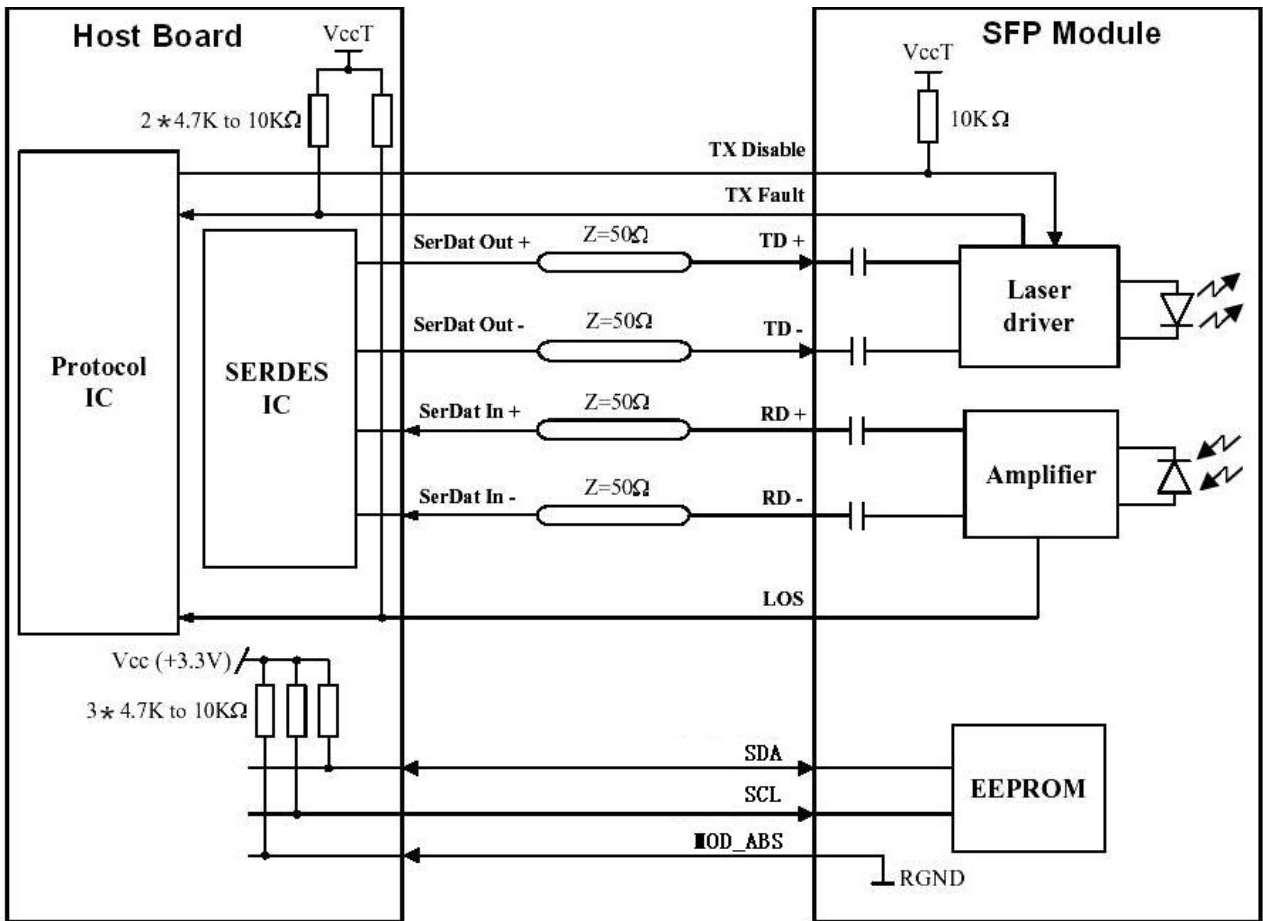 Host Board
VccT
SFP Module
VccT
2*4.7K to 10KΩ
10KΩ
TX Disable
TX Fault
SerDat Out +
Z=50Ω
TD +
Laser
driver
SerDat Out -
Z=50Ω
TD -
Protocol
IC
SERDES
IC
SerDat In +
Z=50Ω
RD +
Amplifier
SerDat In -
Z=50Ω
RD -
LOS
Vcc (+3.3V)
3*4.7K to 10KΩ
SDA
SCL
EEPROM
MOD_ABS
RGND